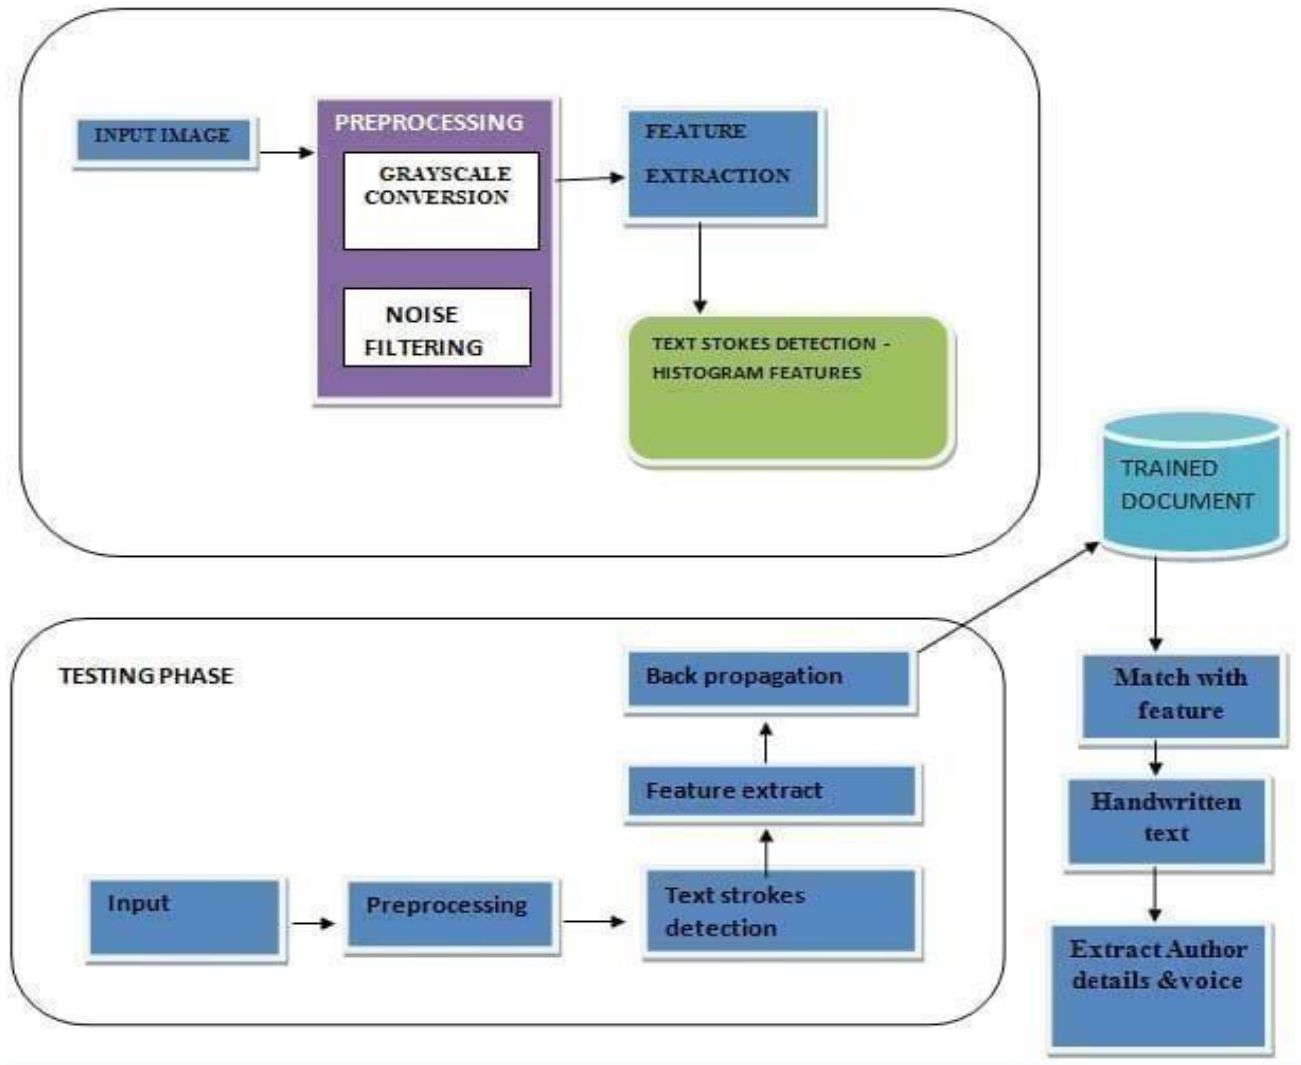 INPUT IMAGE
PREPROCESSING
GRAYSCALE
CONVERSION
NOISE
FILTERING
FEATURE
EXTRACTION
TEXT STOKES DETECTION -
HISTOGRAM FEATURES
TRAINED
DOCUMENT
TESTING PHASE
Back propagation
Feature extract
Input
Preprocessing
Text strokes
detection
Match with
feature
Handwritten
text
Extract Author
details &voice